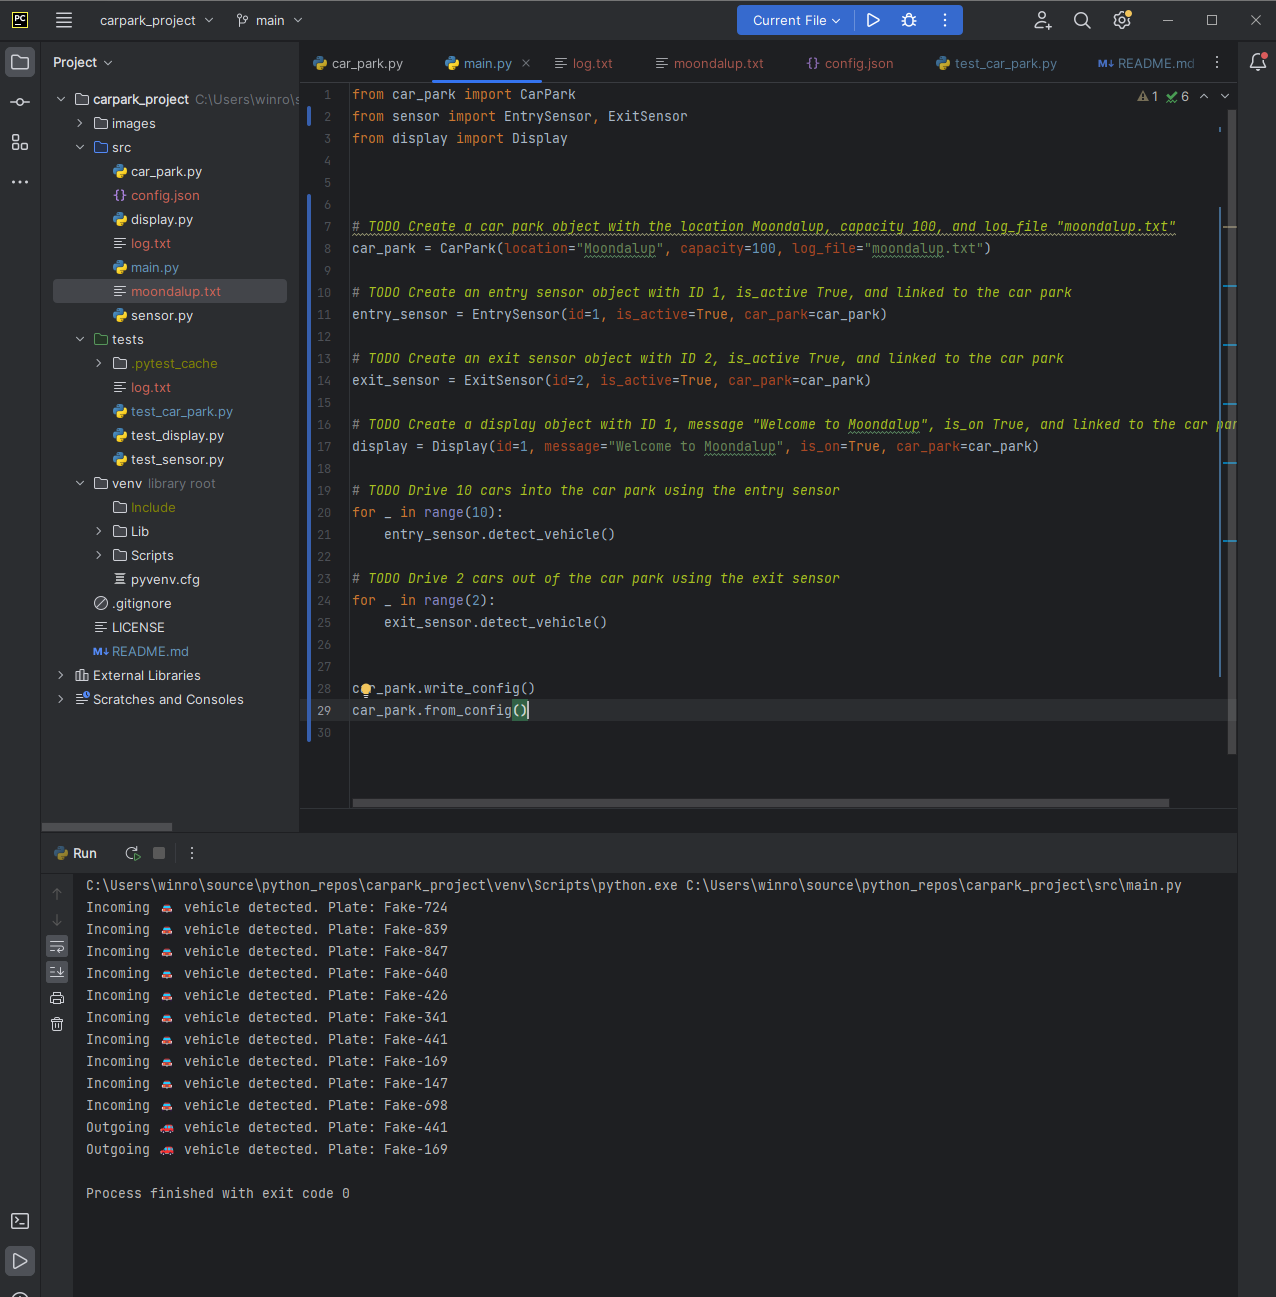 PC
carpark_project
main
Current File
Project
carpark_project C:\Users\winro\s
images
src
car_park.py
{} config.json
display.py
log.txt
main.py
moondalup.txt
sensor.py
tests
.pytest_cache
log.txt
test_car_park.py
test_display.py
test_sensor.py
venv library root
Include
Lib
Scripts
pyvenv.cfg
.gitignore
LICENSE
M↓ README.md
External Libraries
Scratches and Consoles
car_park.py
main.py
log.txt
moondalup.txt
{} config.json
test_car_park.py
M↓ README.md
1 6
1 from car_park import CarPark
2 from sensor import EntrySensor, ExitSensor
3 from display import Display
4
5
6
7 # TODO Create a car park object with the location Moondalup, capacity 100, and log_file "moondalup.txt"
8 car_park = CarPark(location="Moondalup", capacity=100, log_file="moondalup.txt")
9
10 # TODO Create an entry sensor object with ID 1, is_active True, and linked to the car park
11 entry_sensor = EntrySensor(id=1, is_active=True, car_park=car_park)
12
13 # TODO Create an exit sensor object with ID 2, is_active True, and linked to the car park
14 exit_sensor = ExitSensor(id=2, is_active=True, car_park=car_park)
15
16 # TODO Create a display object with ID 1, message "Welcome to Moondalup", is_on True, and linked to the car par
17 display = Display(id=1, message="Welcome to Moondalup", is_on=True, car_park=car_park)
18
19 # TODO Drive 10 cars into the car park using the entry sensor
20 for _ in range(10):
21 entry_sensor.detect_vehicle()
22
23 # TODO Drive 2 cars out of the car park using the exit sensor
24 for _ in range(2):
25 exit_sensor.detect_vehicle()
26
27
28 car_park.write_config()
29 car_park.from_config()
30
Run
C:\Users\winro\source\python_repos\carpark_project\venv\Scripts\python.exe C:\Users\winro\source\python_repos\carpark_project\src\main.py
Incoming 🚘 vehicle detected. Plate: Fake-724
Incoming 🚘 vehicle detected. Plate: Fake-839
Incoming 🚘 vehicle detected. Plate: Fake-847
Incoming 🚘 vehicle detected. Plate: Fake-640
Incoming 🚘 vehicle detected. Plate: Fake-426
Incoming 🚘 vehicle detected. Plate: Fake-341
Incoming 🚘 vehicle detected. Plate: Fake-441
Incoming 🚘 vehicle detected. Plate: Fake-169
Incoming 🚘 vehicle detected. Plate: Fake-147
Incoming 🚘 vehicle detected. Plate: Fake-698
Outgoing 🚗 vehicle detected. Plate: Fake-441
Outgoing 🚗 vehicle detected. Plate: Fake-169
Process finished with exit code 0